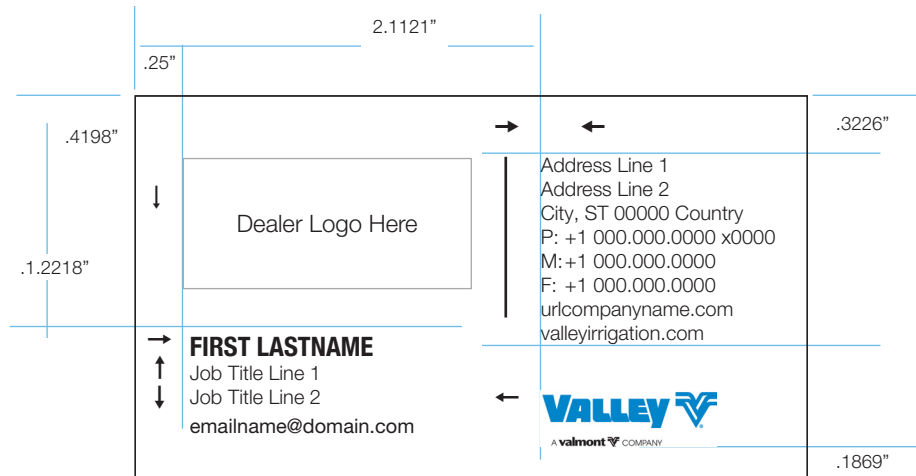 2.1121”
.25”
.4198”
.3226”
Dealer Logo Here
Address Line 1
Address Line 2
City, ST 00000 Country
P: +1 000.000.0000 x0000
M:+1 000.000.0000
F: +1 000.000.0000
urlcompanyname.com
valleyirrigation.com
.1.2218”
FIRST LASTNAME
Job Title Line 1
Job Title Line 2
emailname@domain.com
VALLEY
A valmont COMPANY
.1869”